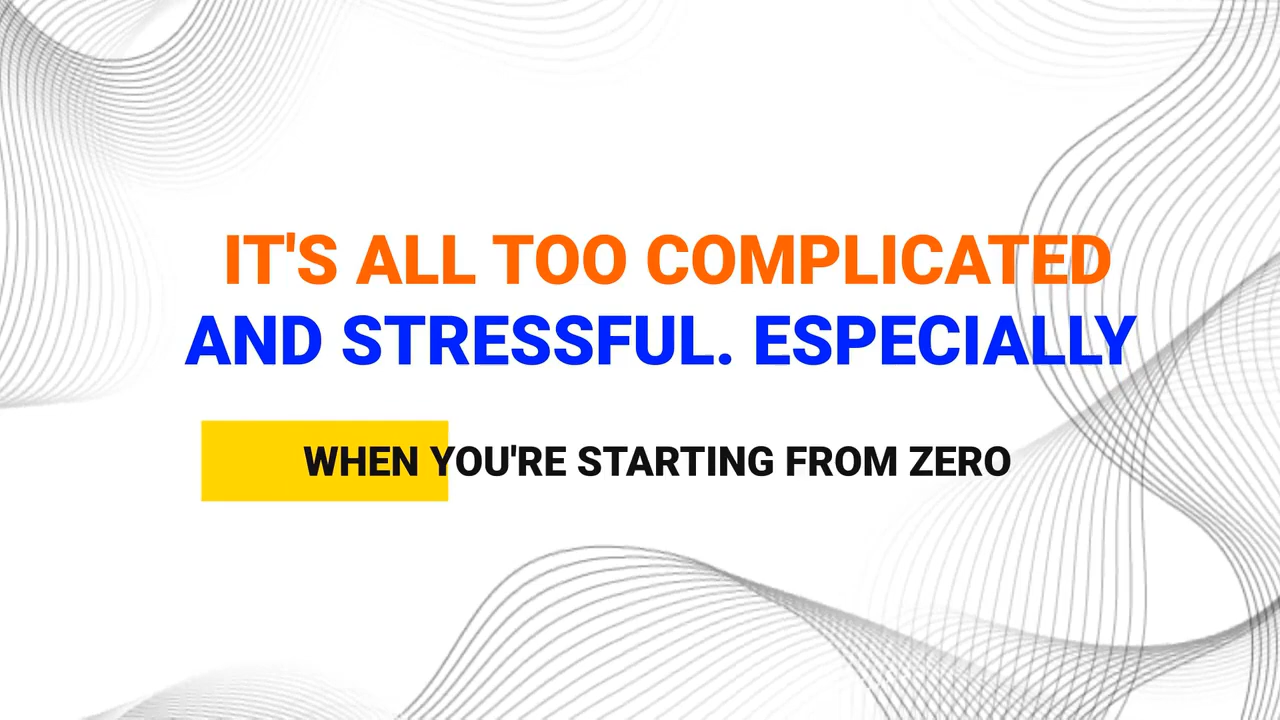 IT'S ALL TOO COMPLICATED
AND STRESSFUL. ESPECIALLY
WHEN YOU'RE STARTING FROM ZERO